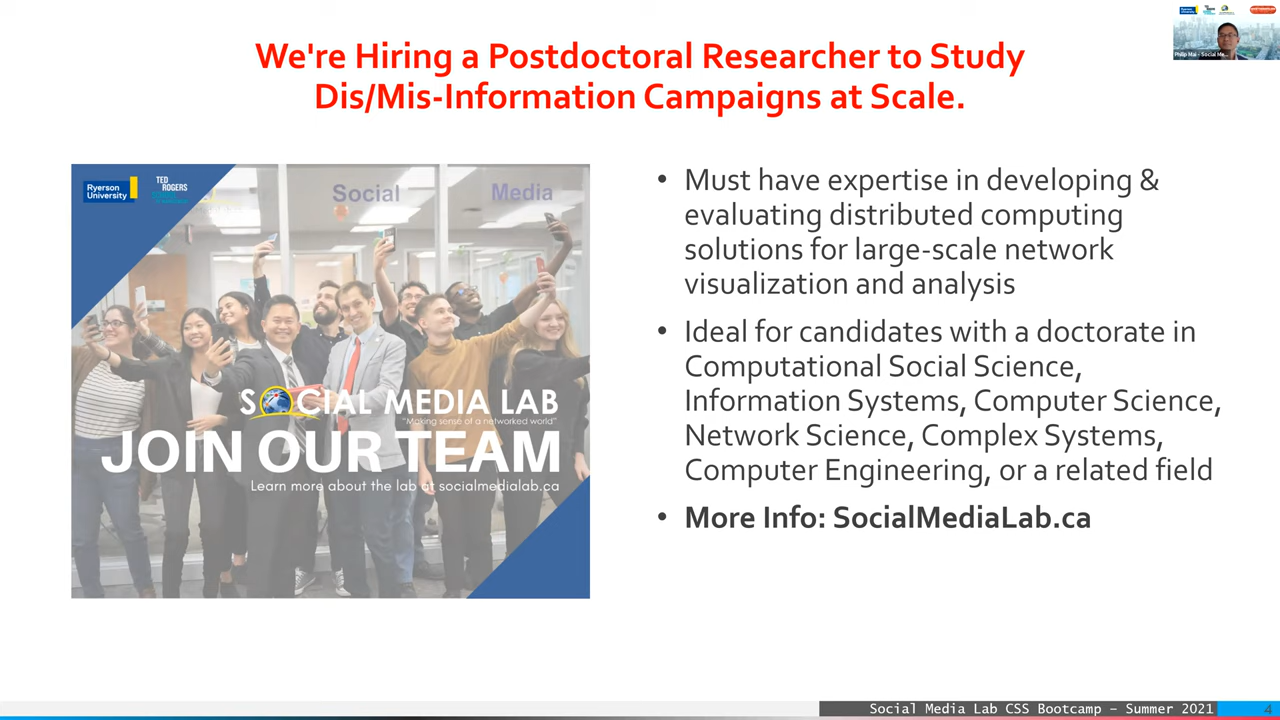 We're Hiring a Postdoctoral Researcher to Study
Dis/Mis-Information Campaigns at Scale.
Philip Mai - Social Me...
Ryerson
University
TED
ROGERS
Social
Media
SOCIAL MEDIA LAB
"Making sense of a networked world"
JOIN OUR TEAM
Learn more about the lab at socialmedialab.ca
• Must have expertise in developing &
evaluating distributed computing
solutions for large-scale network
visualization and analysis
• Ideal for candidates with a doctorate in
Computational Social Science,
Information Systems, Computer Science,
Network Science, Complex Systems,
Computer Engineering, or a related field
• More Info: SocialMediaLab.ca
Social Media Lab CSS Bootcamp – Summer 2021
4